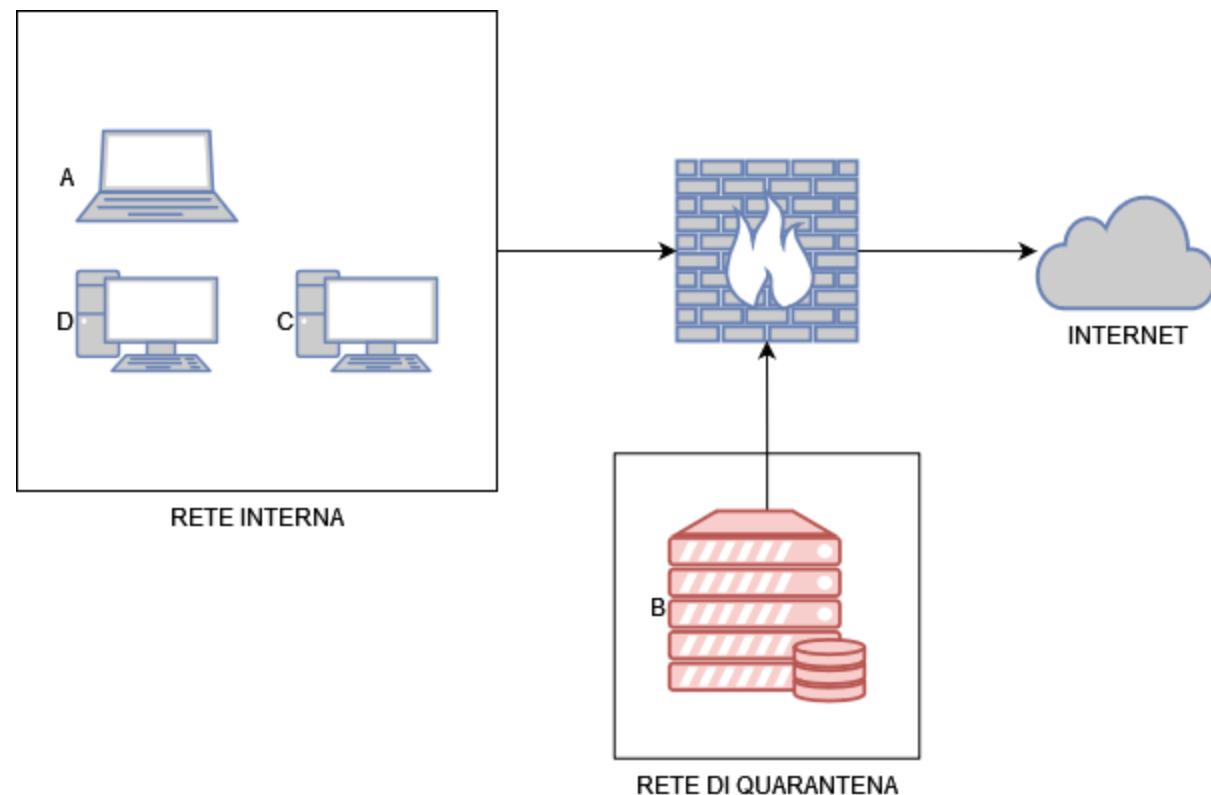 A
D
C
RETE INTERNA
INTERNET
B
RETE DI QUARANTENA